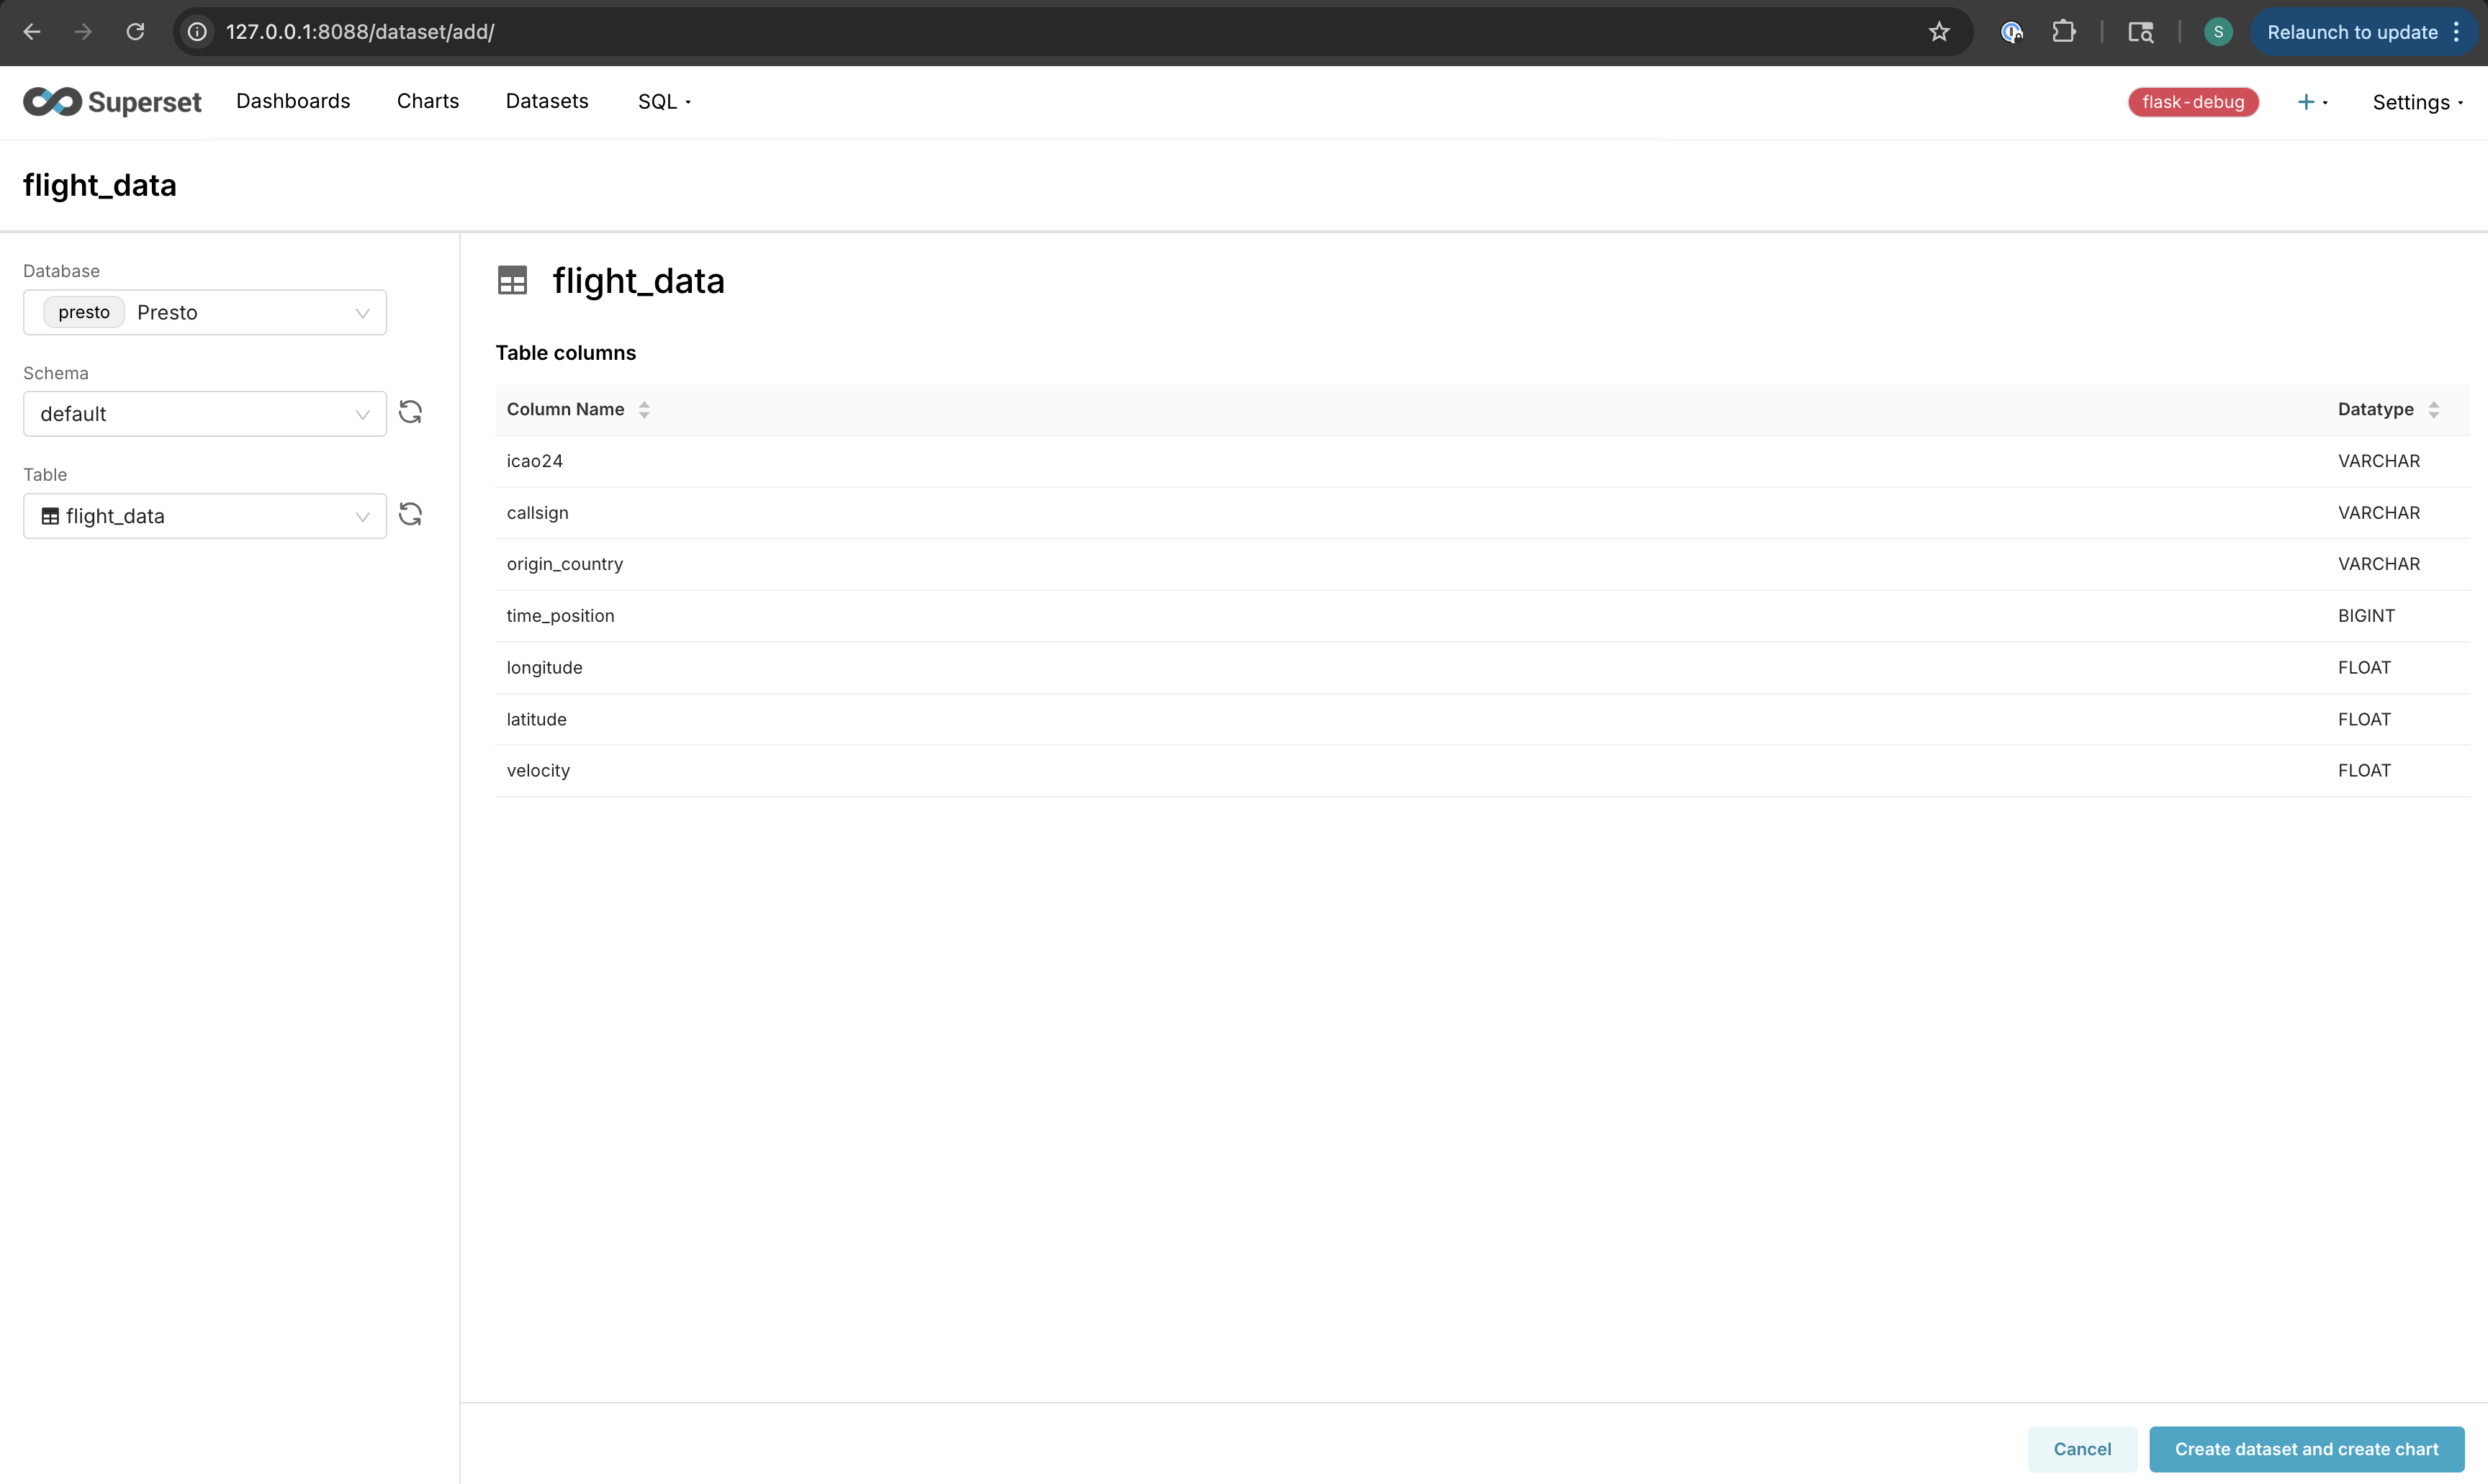 127.0.0.1:8088/dataset/add/
S
Relaunch to update
Superset
Dashboards
Charts
Datasets
SQL
flask-debug
Settings
flight_data
Database
presto Presto
Schema
default
Table
flight_data
flight_data
Table columns
Column Name Datatype
icao24 VARCHAR
callsign VARCHAR
origin_country VARCHAR
time_position BIGINT
longitude FLOAT
latitude FLOAT
velocity FLOAT
Cancel
Create dataset and create chart